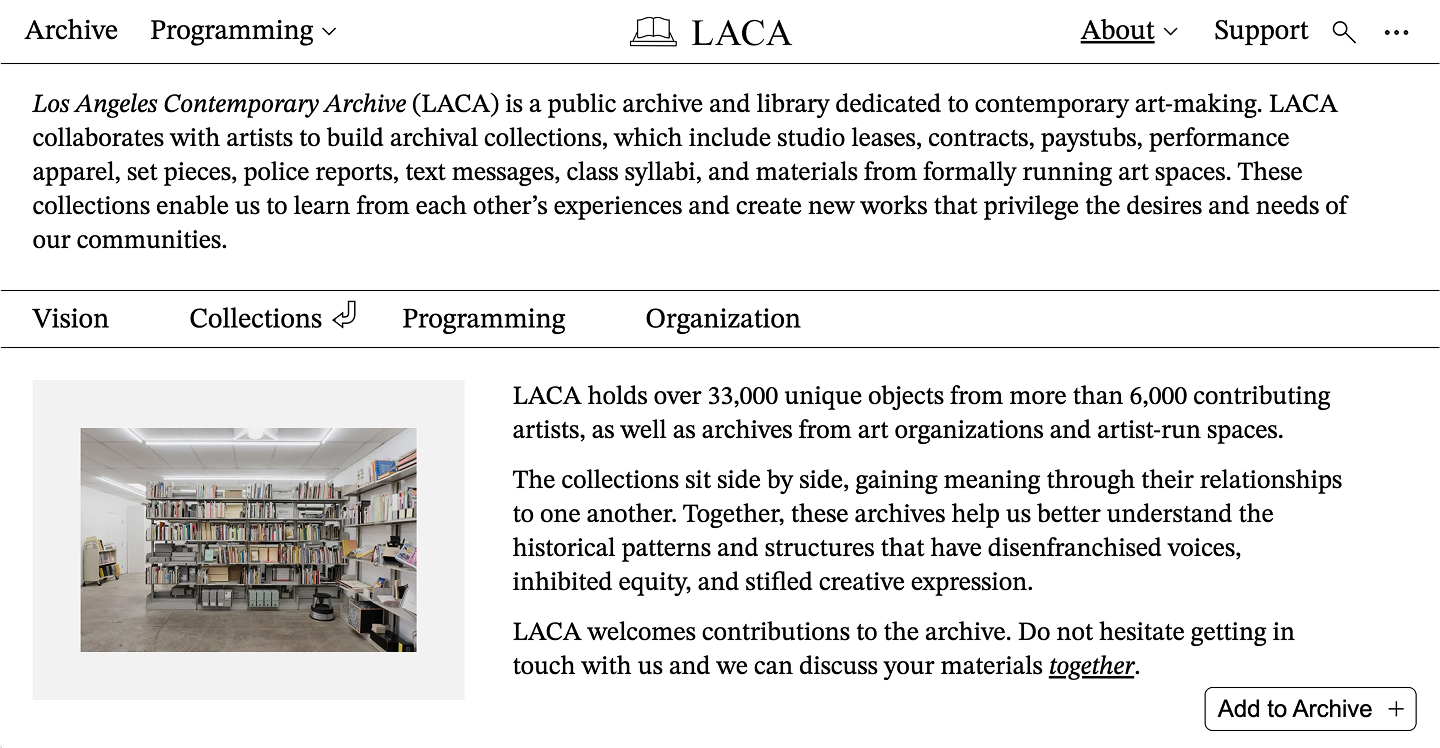 Archive
Programming
LACA
About
Support
Los Angeles Contemporary Archive (LACA) is a public archive and library dedicated to contemporary art-making. LACA
collaborates with artists to build archival collections, which include studio leases, contracts, paystubs, performance
apparel, set pieces, police reports, text messages, class syllabi, and materials from formally running art spaces. These
collections enable us to learn from each other’s experiences and create new works that privilege the desires and needs of
our communities.
Vision
Collections
Programming
Organization
LACA holds over 33,000 unique objects from more than 6,000 contributing
artists, as well as archives from art organizations and artist-run spaces.
The collections sit side by side, gaining meaning through their relationships
to one another. Together, these archives help us better understand the
historical patterns and structures that have disenfranchised voices,
inhibited equity, and stifled creative expression.
LACA welcomes contributions to the archive. Do not hesitate getting in
touch with us and we can discuss your materials together.
Add to Archive +